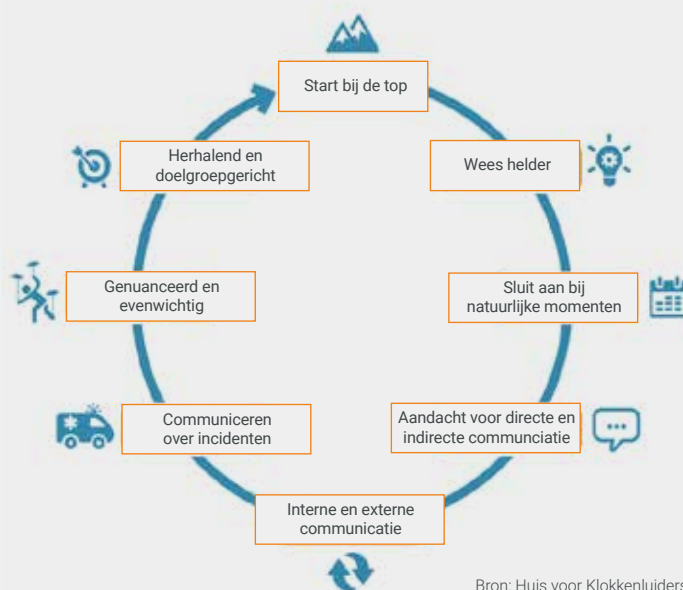 Start bij de top
Wees helder
Sluit aan bij
natuurlijke momenten
Aandacht voor directe en
indirecte communciatie
Interne en externe
communicatie
Communiceren
over incidenten
Genuanceerd en
evenwichtig
Herhalend en
doelgroepgericht
Bron: Huis voor Klokkenluiders